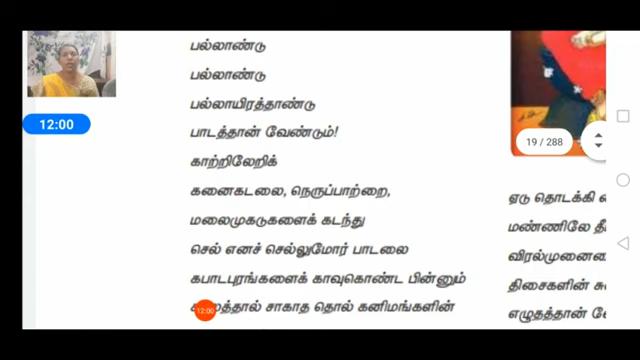 பல்லாண்டு
பல்லாண்டு
பல்லாயிரத்தாண்டு
பாடத்தான் வேண்டும்!
காற்றிலேறிக்
கனைகடலை, நெருப்பாற்றை,
மலைமுகடுகளைக் கடந்து
செல் எனச் செல்லுமோர் பாடலை
கபாடபுரங்களைக் காவுகொண்ட பின்னும்
சாகாத தொல் கனிமங்களின்
12:00
12:00
19 / 288
ஏடு தொடக்கி
மண்ணிலே
திசைகளின்
எழுதத்தான்